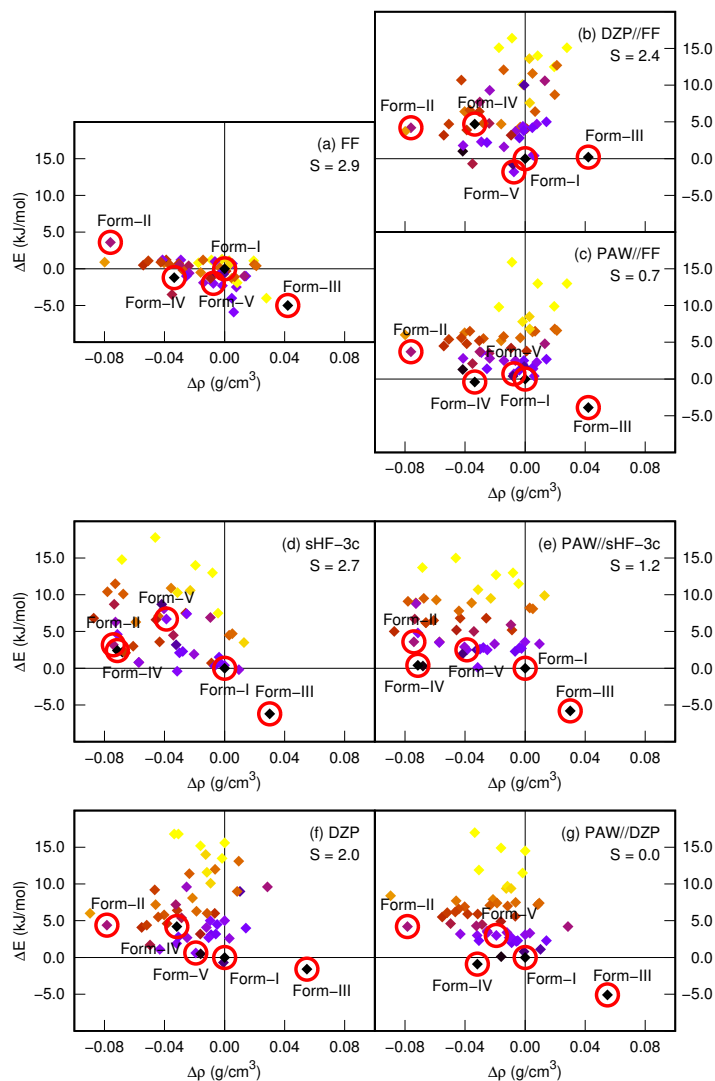 (b) DZP//FF
S = 2.4
Form−II
Form−IV
Form−III
Form−V
Form−I
15.0
10.0
5.0
0.0
−5.0
(a) FF
S = 2.9
ΔE (kJ/mol)
15.0
10.0
5.0
0.0
−5.0
Form−II
Form−I
Form−III
Form−IV
Form−V
−0.08
−0.04
0.00
0.04
0.08
Δρ (g/cm³)
(c) PAW//FF
S = 0.7
Form−II
Form−V
Form−IV
Form−I
Form−III
15.0
10.0
5.0
0.0
−5.0
−0.08
−0.04
0.00
0.04
0.08
Δρ (g/cm³)
(d) sHF−3c
S = 2.7
ΔE (kJ/mol)
15.0
10.0
5.0
0.0
−5.0
Form−V
Form−II
Form−IV
Form−I
Form−III
−0.08
−0.04
0.00
0.04
0.08
Δρ (g/cm³)
(e) PAW//sHF−3c
S = 1.2
Form−II
Form−I
Form−IV
Form−V
Form−III
15.0
10.0
5.0
0.0
−5.0
−0.08
−0.04
0.00
0.04
0.08
Δρ (g/cm³)
(f) DZP
S = 2.0
ΔE (kJ/mol)
15.0
10.0
5.0
0.0
−5.0
Form−II
Form−IV
Form−V
Form−I
Form−III
−0.08
−0.04
0.00
0.04
0.08
Δρ (g/cm³)
(g) PAW//DZP
S = 0.0
Form−II
Form−V
Form−IV
Form−I
Form−III
15.0
10.0
5.0
0.0
−5.0
−0.08
−0.04
0.00
0.04
0.08
Δρ (g/cm³)